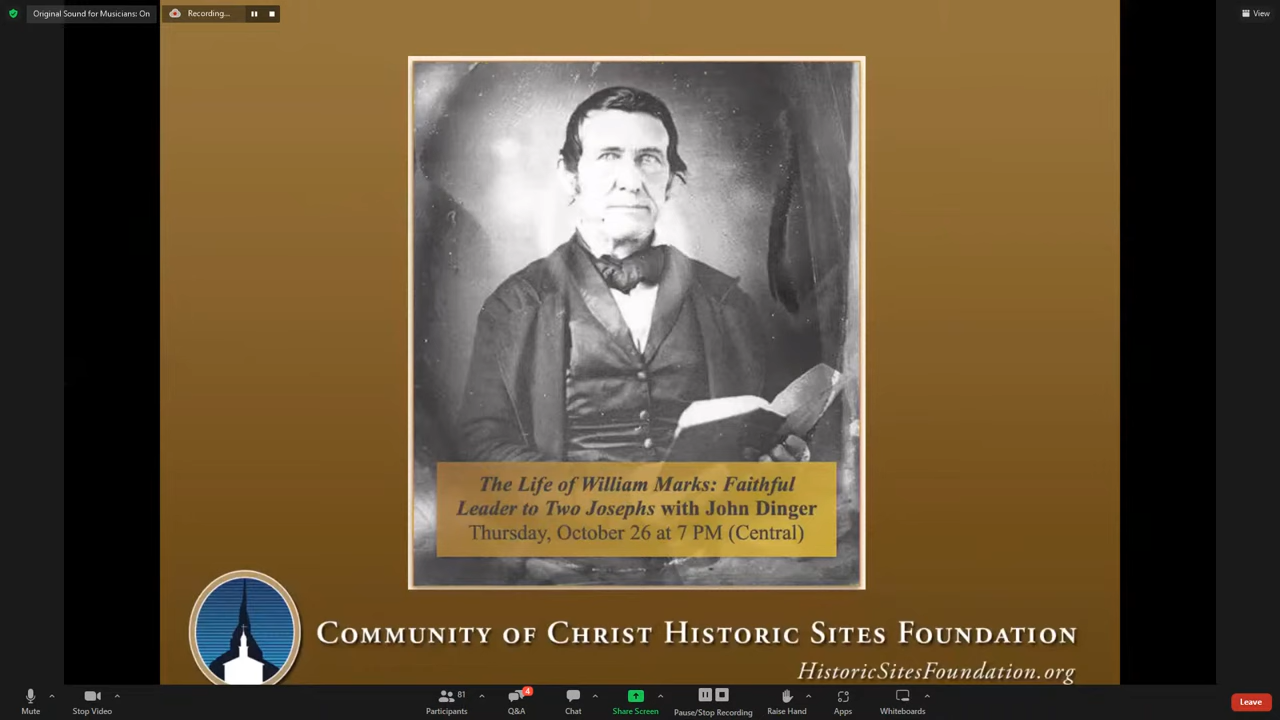 Original Sound for Musicians: On
Recording...
View
The Life of William Marks: Faithful
Leader to Two Josephs with John Dinger
Thursday, October 26 at 7 PM (Central)
COMMUNITY OF CHRIST HISTORIC SITES FOUNDATION
HistoricSitesFoundation.org
Mute
Stop Video
81
Participants
4
Q&A
Chat
Share Screen
Pause/Stop Recording
Raise Hand
Apps
Whiteboards
Leave